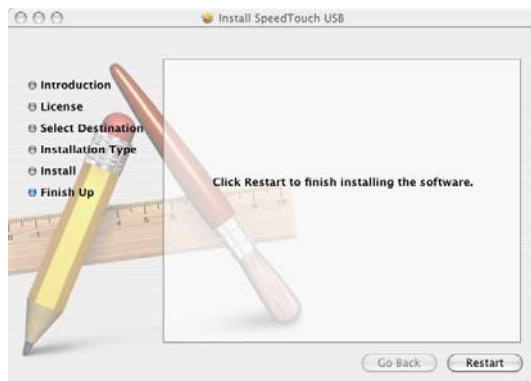 Install SpeedTouch USB
Introduction
License
Select Destination
Installation Type
Install
Finish Up
Click Restart to finish installing the software.
Go Back
Restart